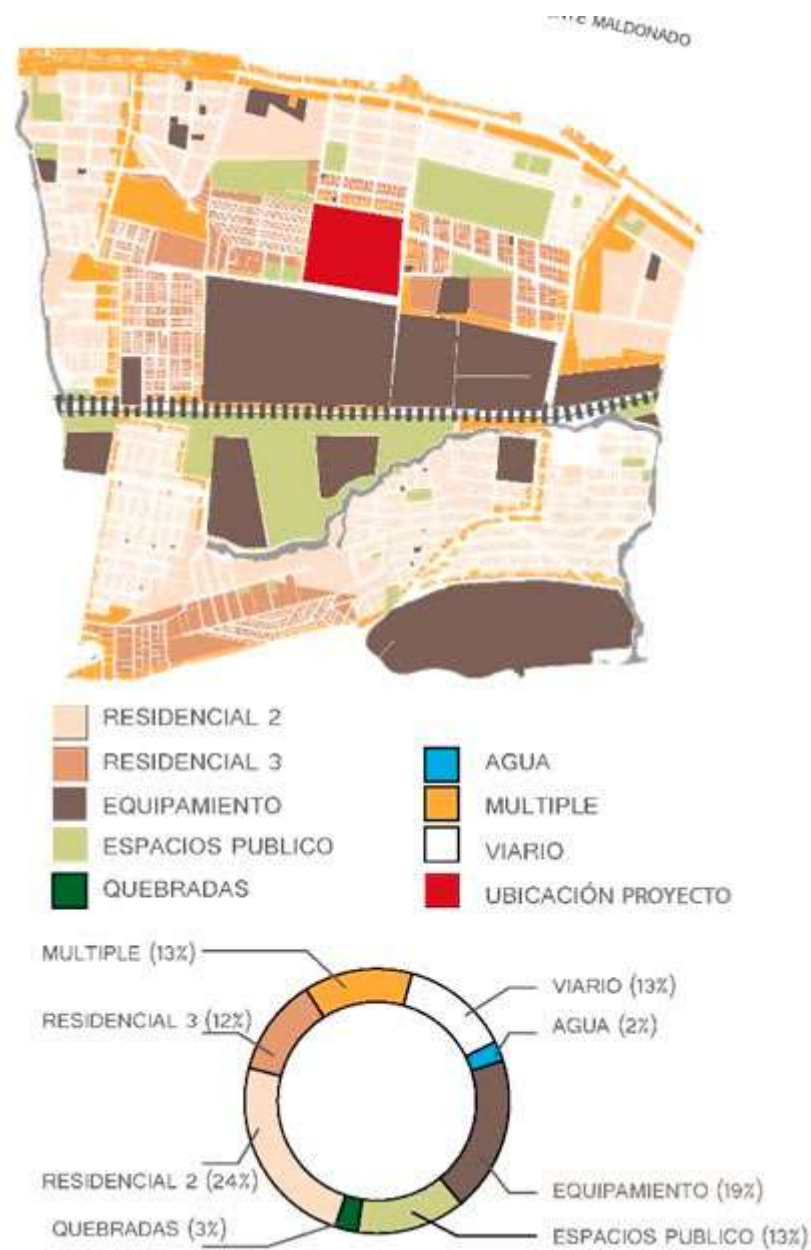 MALDONADO
RESIDENCIAL 2
RESIDENCIAL 3
EQUIPAMIENTO
ESPACIOS PUBLICO
QUEBRADAS
AGUA
MULTIPLE
VIARIO
UBICACIÓN PROYECTO
MULTIPLE (13%)
RESIDENCIAL 3 (12%)
RESIDENCIAL 2 (24%)
QUEBRADAS (3%)
VIARIO (13%)
AGUA (2%)
EQUIPAMIENTO (19%)
ESPACIOS PUBLICO (13%)